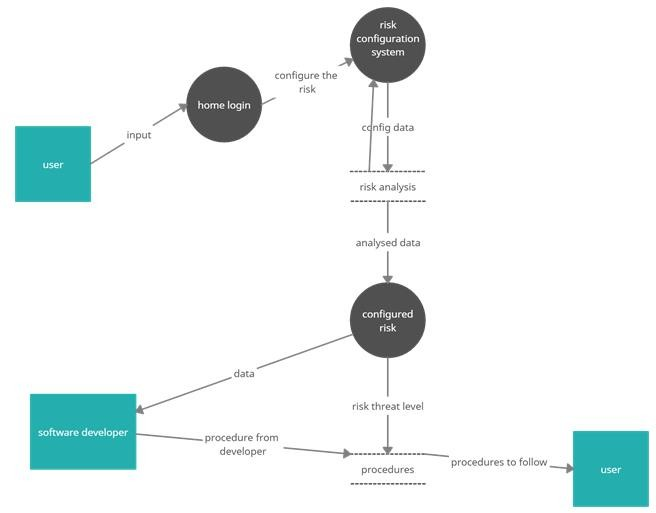 risk
configuration
system
configure the
risk
home login
input
config data
user
risk analysis
analysed data
configured
risk
data
risk threat level
software developer
procedure from
developer
procedures to follow
procedures
user